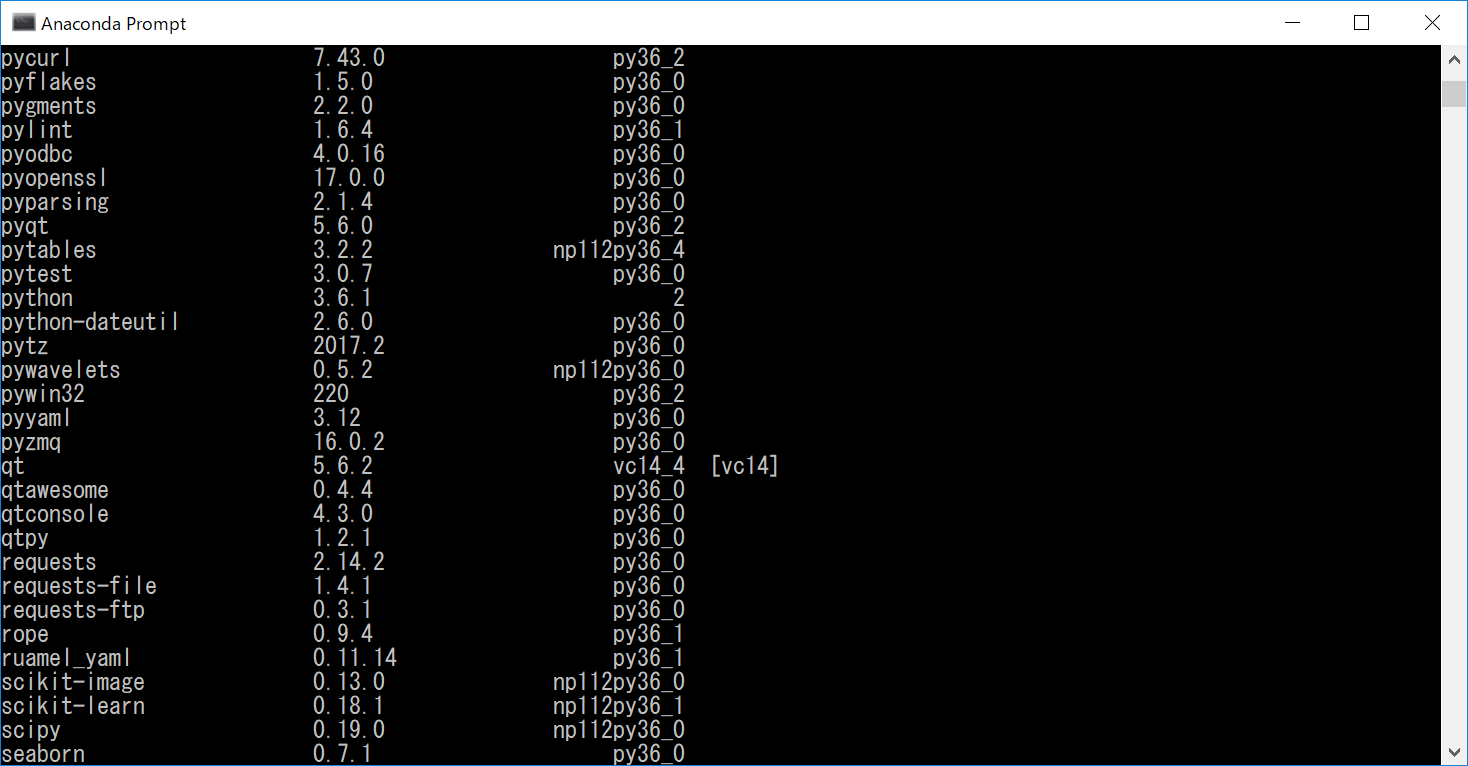 Anaconda Prompt
pycurl 7.43.0 py36_2
pyflakes 1.5.0 py36_0
pygments 2.2.0 py36_0
pylint 1.6.4 py36_1
pyodbc 4.0.16 py36_0
pyopenssl 17.0.0 py36_0
pyparsing 2.1.4 py36_0
pyqt 5.6.0 py36_2
pytables 3.2.2 np112py36_4
pytest 3.0.7 py36_0
python 3.6.1 2
python-dateutil 2.6.0 py36_0
pytz 2017.2 py36_0
pywavelets 0.5.2 np112py36_0
pywin32 220 py36_2
pyyaml 3.12 py36_0
pyzmq 16.0.2 py36_0
qt 5.6.2 vc14_4 [vc14]
qtawesome 0.4.4 py36_0
qtconsole 4.3.0 py36_0
qtpy 1.2.1 py36_0
requests 2.14.2 py36_0
requests-file 1.4.1 py36_0
requests-ftp 0.3.1 py36_0
rope 0.9.4 py36_1
ruamel_yaml 0.11.14 py36_1
scikit-image 0.13.0 np112py36_0
scikit-learn 0.18.1 np112py36_1
scipy 0.19.0 np112py36_0
seaborn 0.7.1 py36_0